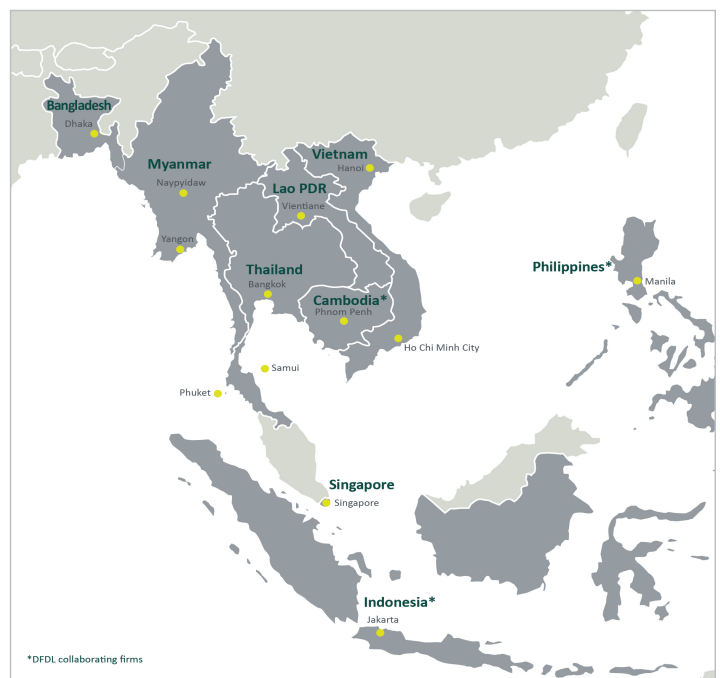 Bangladesh
Dhaka
Vietnam
Hanoi
Myanmar
Naypyidaw
Lao PDR
Vientiane
Yangon
Thailand
Bangkok
Philippines*
Manila
Cambodia*
Phnom Penh
Ho Chi Minh City
Samui
Phuket
Singapore
Singapore
Indonesia*
Jakarta
*DFDL collaborating firms